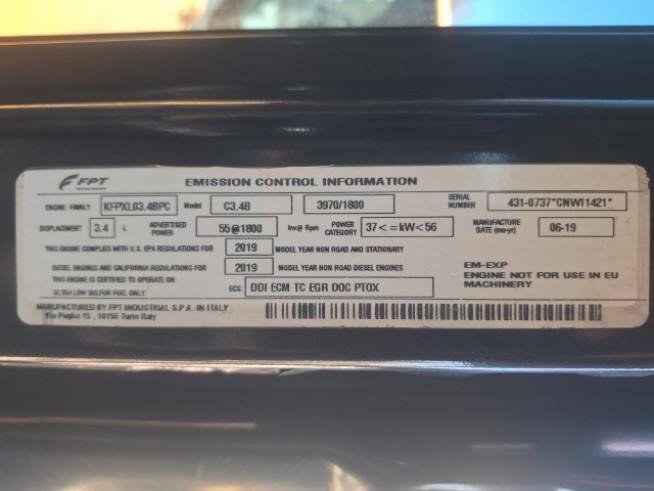 FPT EMISSION CONTROL INFORMATION
ENGINE FAMILY KFPXL03.4BPC Model C3.4B 3970/1800 SERIAL NUMBER 431-0737*CNW11421*
DISPLACEMENT 3.4 L ADVERTISED POWER 55@1800 kw@ Rpm POWER CATEGORY 37<=kW<56 MANUFACTURE DATE (mo-yr) 06-19
THIS ENGINE COMPLIES WITH U.S. EPA REGULATIONS FOR 2019 MODEL YEAR NON ROAD AND STATIONARY
DIESEL ENGINES AND CALIFORNIA REGULATIONS FOR 2019 MODEL YEAR NON ROAD DIESEL ENGINES
THIS ENGINE IS CERTIFIED TO OPERATE ON
ULTRA LOW SULFUR FUEL ONLY ECS: DDI ECM TC EGR DOC PTOX
EM-EXP
ENGINE NOT FOR USE IN EU
MACHINERY
MANUFACTURED BY FPT INDUSTRIAL S.P.A. IN ITALY
Via Puglia 15 , 10156 Turin Italy